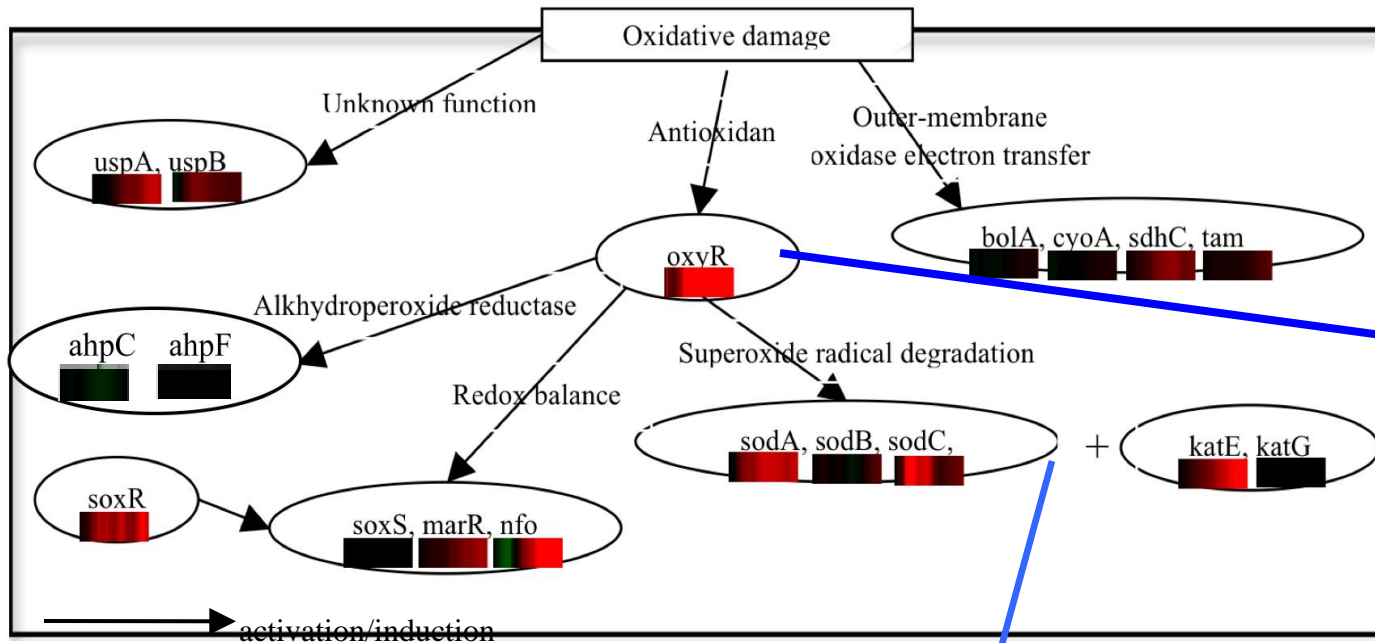 Oxidative damage
Unknown function
Antioxidan
Outer-membrane
oxidase electron transfer
uspA, uspB
bolA, cyoA, sdhC, tam
oxyR
Alkhydroperoxide reductase
ahpC ahpF
Superoxide radical degradation
Redox balance
sodA, sodB, sodC,
+
katE, katG
soxR
soxS, marR, nfo
activation/induction